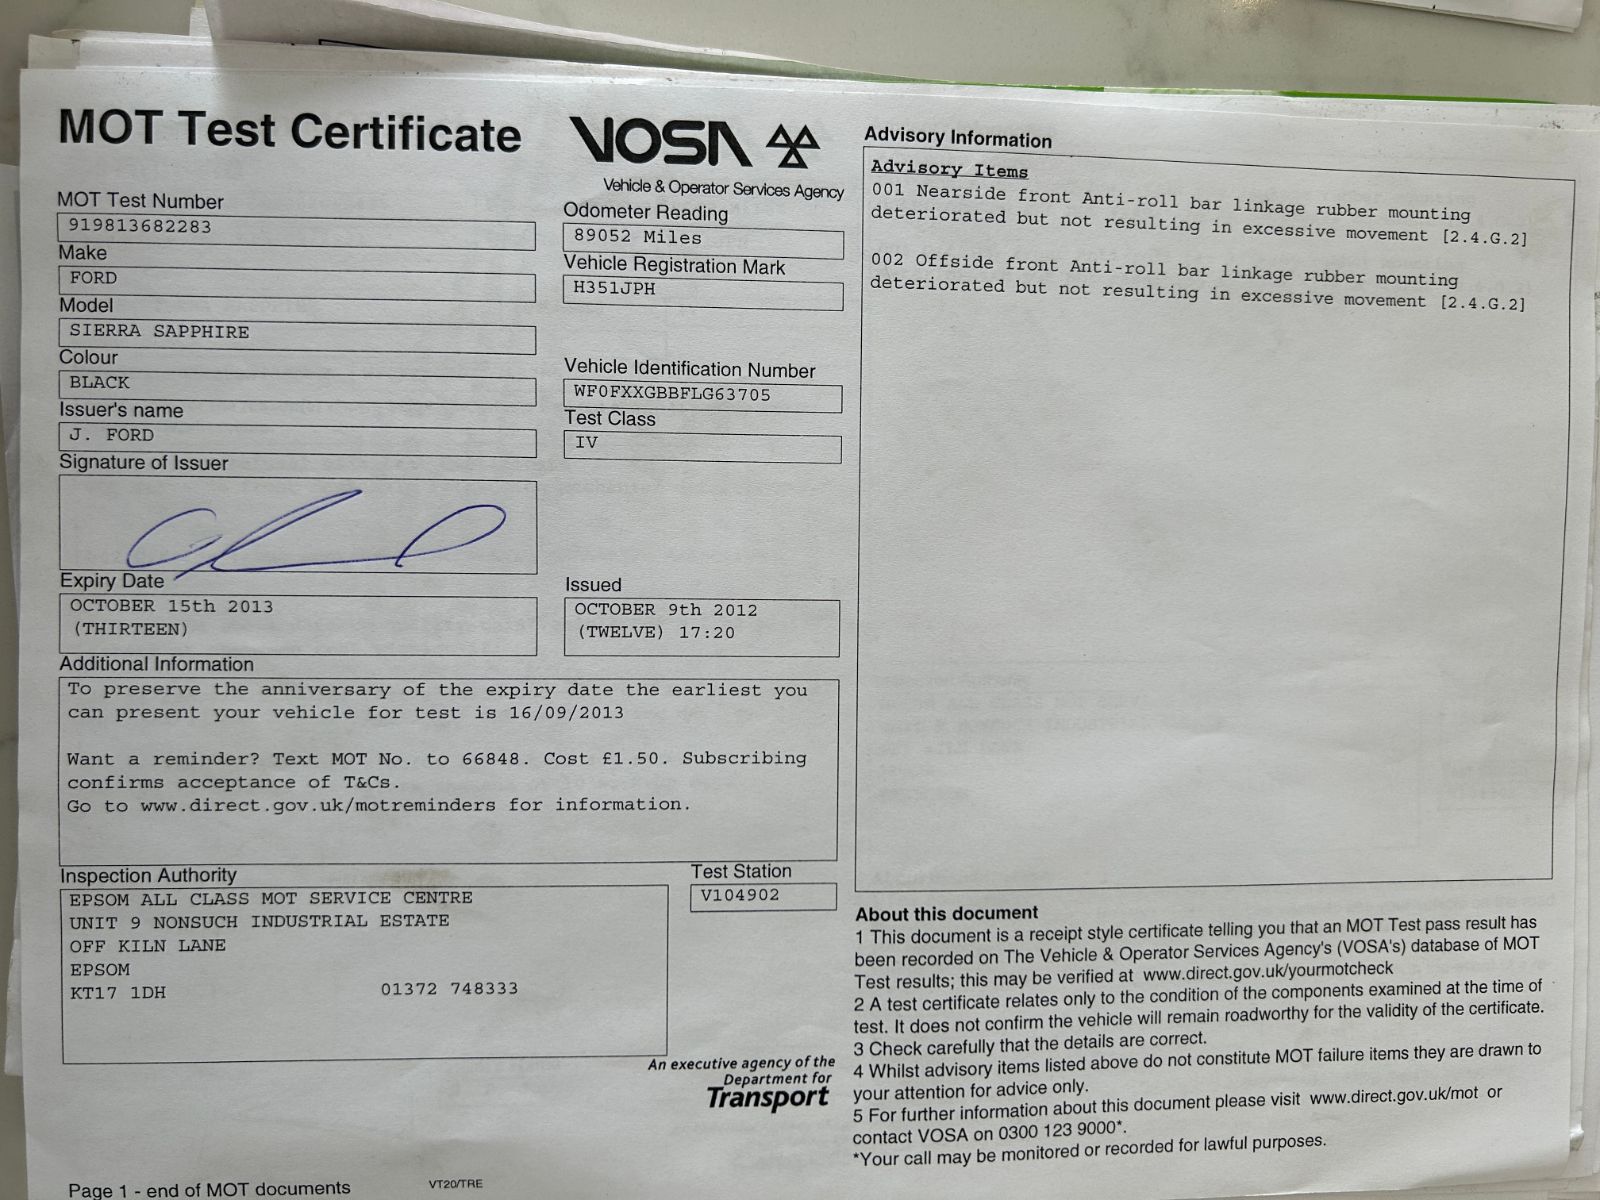 MOT Test Certificate
VOSA
Vehicle & Operator Services Agency
MOT Test Number
919813682283
Make
FORD
Model
SIERRA SAPPHIRE
Colour
BLACK
Issuer's name
J. FORD
Signature of Issuer
Odometer Reading
89052 Miles
Vehicle Registration Mark
H351JPH
Vehicle Identification Number
WF0FXXGBBFLG63705
Test Class
IV
Expiry Date
OCTOBER 15th 2013
(THIRTEEN)
Issued
OCTOBER 9th 2012
(TWELVE) 17:20
Additional Information
To preserve the anniversary of the expiry date the earliest you
can present your vehicle for test is 16/09/2013
Want a reminder? Text MOT No. to 66848. Cost £1.50. Subscribing
confirms acceptance of T&Cs.
Go to www.direct.gov.uk/motreminders for information.
Inspection Authority
EPSOM ALL CLASS MOT SERVICE CENTRE
UNIT 9 NONSUCH INDUSTRIAL ESTATE
OFF KILN LANE
EPSOM
KT17 1DH 01372 748333
Test Station
V104902
An executive agency of the
Department for
Transport
Page 1 - end of MOT documents
VT20/TRE
Advisory Information
Advisory Items
001 Nearside front Anti-roll bar linkage rubber mounting
deteriorated but not resulting in excessive movement [2.4.G.2]
002 Offside front Anti-roll bar linkage rubber mounting
deteriorated but not resulting in excessive movement [2.4.G.2]
About this document
1 This document is a receipt style certificate telling you that an MOT Test pass result has
been recorded on The Vehicle & Operator Services Agency's (VOSA's) database of MOT
Test results; this may be verified at www.direct.gov.uk/yourmotcheck
2 A test certificate relates only to the condition of the components examined at the time of
test. It does not confirm the vehicle will remain roadworthy for the validity of the certificate.
3 Check carefully that the details are correct.
4 Whilst advisory items listed above do not constitute MOT failure items they are drawn to
your attention for advice only.
5 For further information about this document please visit www.direct.gov.uk/mot or
contact VOSA on 0300 123 9000*.
*Your call may be monitored or recorded for lawful purposes.